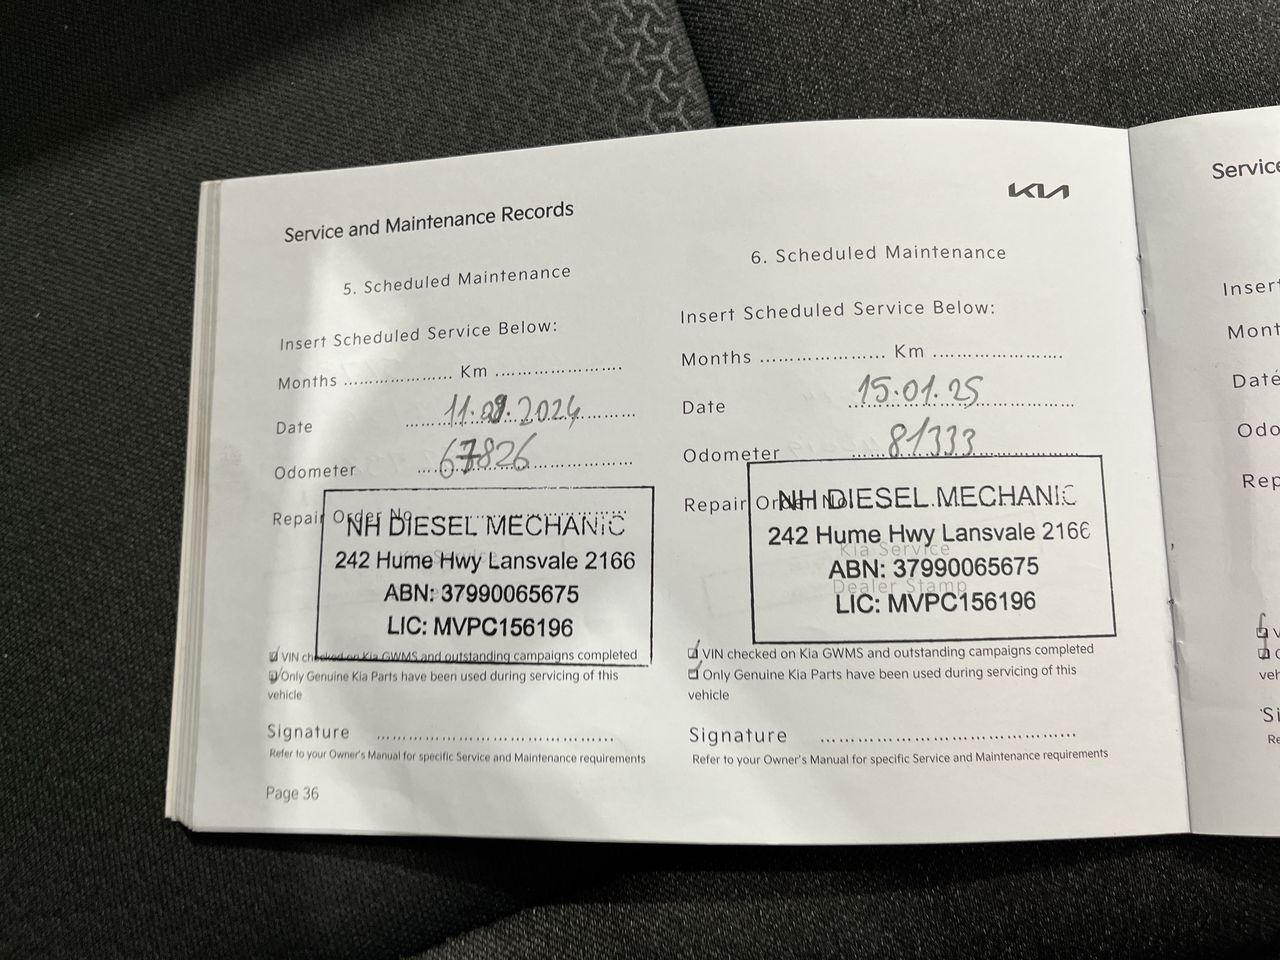 Service and Maintenance Records
KIA
5. Scheduled Maintenance
Insert Scheduled Service Below:
Months .................... Km .......................
Date 11.09.2024
Odometer 67826
Repair Order No
NH DIESEL MECHANIC
242 Hume Hwy Lansvale 2166
ABN: 37990065675
LIC: MVPC156196
VIN checked on Kia GWMS and outstanding campaigns completed
Only Genuine Kia Parts have been used during servicing of this
vehicle
Signature ..........................................
Refer to your Owner's Manual for specific Service and Maintenance requirements
Page 36
6. Scheduled Maintenance
Insert Scheduled Service Below:
Months ....................... Km .......................
Date 15.01.25
Odometer 81333
Repair Order No
NH DIESEL MECHANIC
242 Hume Hwy Lansvale 2166
Kia Service
ABN: 37990065675
Dealer Stamp
LIC: MVPC156196
VIN checked on Kia GWMS and outstanding campaigns completed
Only Genuine Kia Parts have been used during servicing of this
vehicle
Signature ..........................................
Refer to your Owner's Manual for specific Service and Maintenance requirements
Service
Insert
Mont
Date
Odo
Rep
V
veh
Si
Re